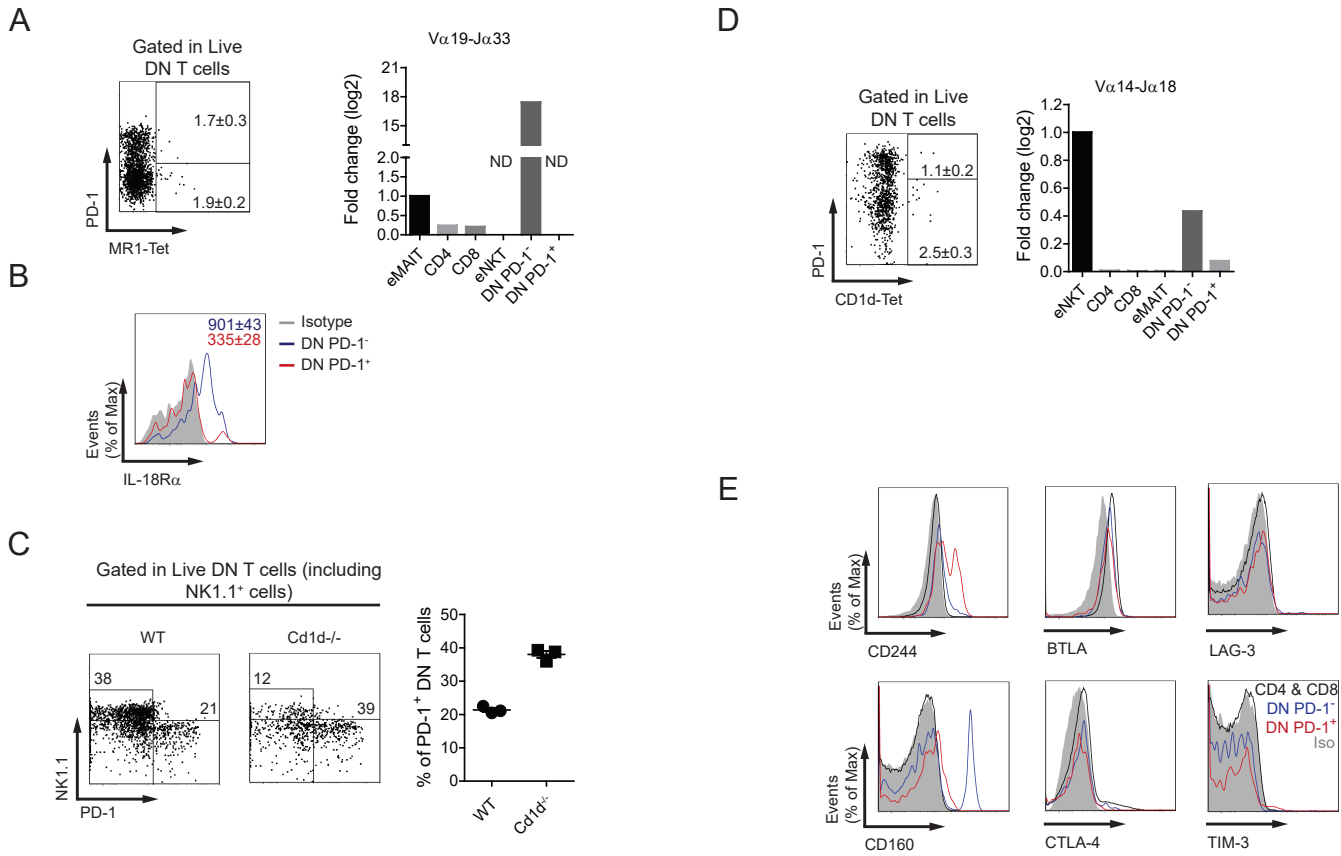 A
Gated in Live
DN T cells
1.7±0.3
1.9±0.2
PD-1
MR1-Tet
Vα19-Jα33
Fold change (log2)
21
18
15
12
2.0
1.5
1.0
0.5
0.0
ND
ND
eMAIT
CD4
CD8
eNKT
DN PD-1⁻
DN PD-1⁺
B
901±43
335±28
Isotype
DN PD-1⁻
DN PD-1⁺
Events
(% of Max)
IL-18Rα
C
Gated in Live DN T cells (including
NK1.1⁺ cells)
WT
Cd1d-/-
38
21
12
39
NK1.1
PD-1
% of PD-1⁺ DN T cells
50
40
30
20
10
0
WT
Cd1d⁻/⁻
D
Gated in Live
DN T cells
1.1±0.2
2.5±0.3
PD-1
CD1d-Tet
Vα14-Jα18
Fold change (log2)
1.2
1.0
0.8
0.6
0.4
0.2
0.0
eNKT
CD4
CD8
eMAIT
DN PD-1⁻
DN PD-1⁺
E
Events
(% of Max)
CD244
BTLA
LAG-3
Events
(% of Max)
CD160
CTLA-4
CD4 & CD8
DN PD-1⁻
DN PD-1⁺
Iso
TIM-3